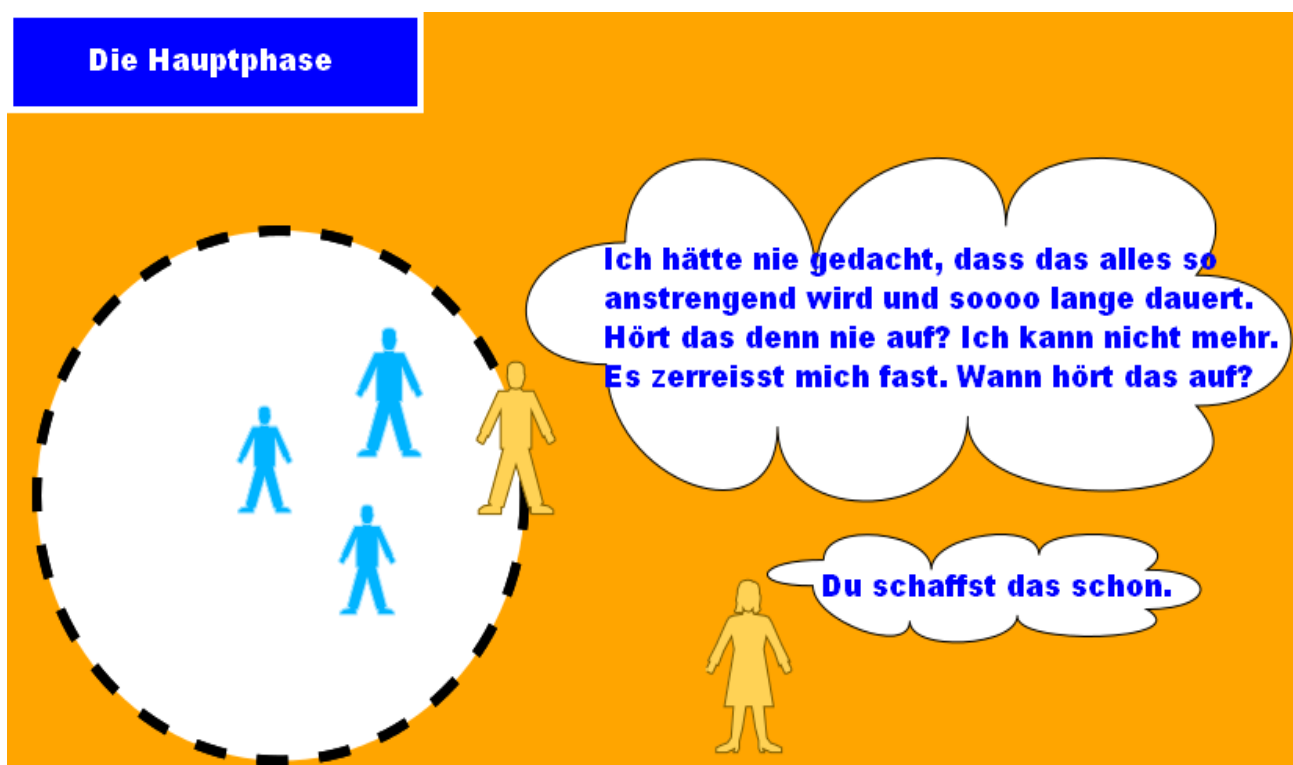 Die Hauptphase
Ich hätte nie gedacht, dass das alles so
anstrengend wird und soooo lange dauert.
Hört das denn nie auf? Ich kann nicht mehr.
Es zerreisst mich fast. Wann hört das auf?
Du schaffst das schon.